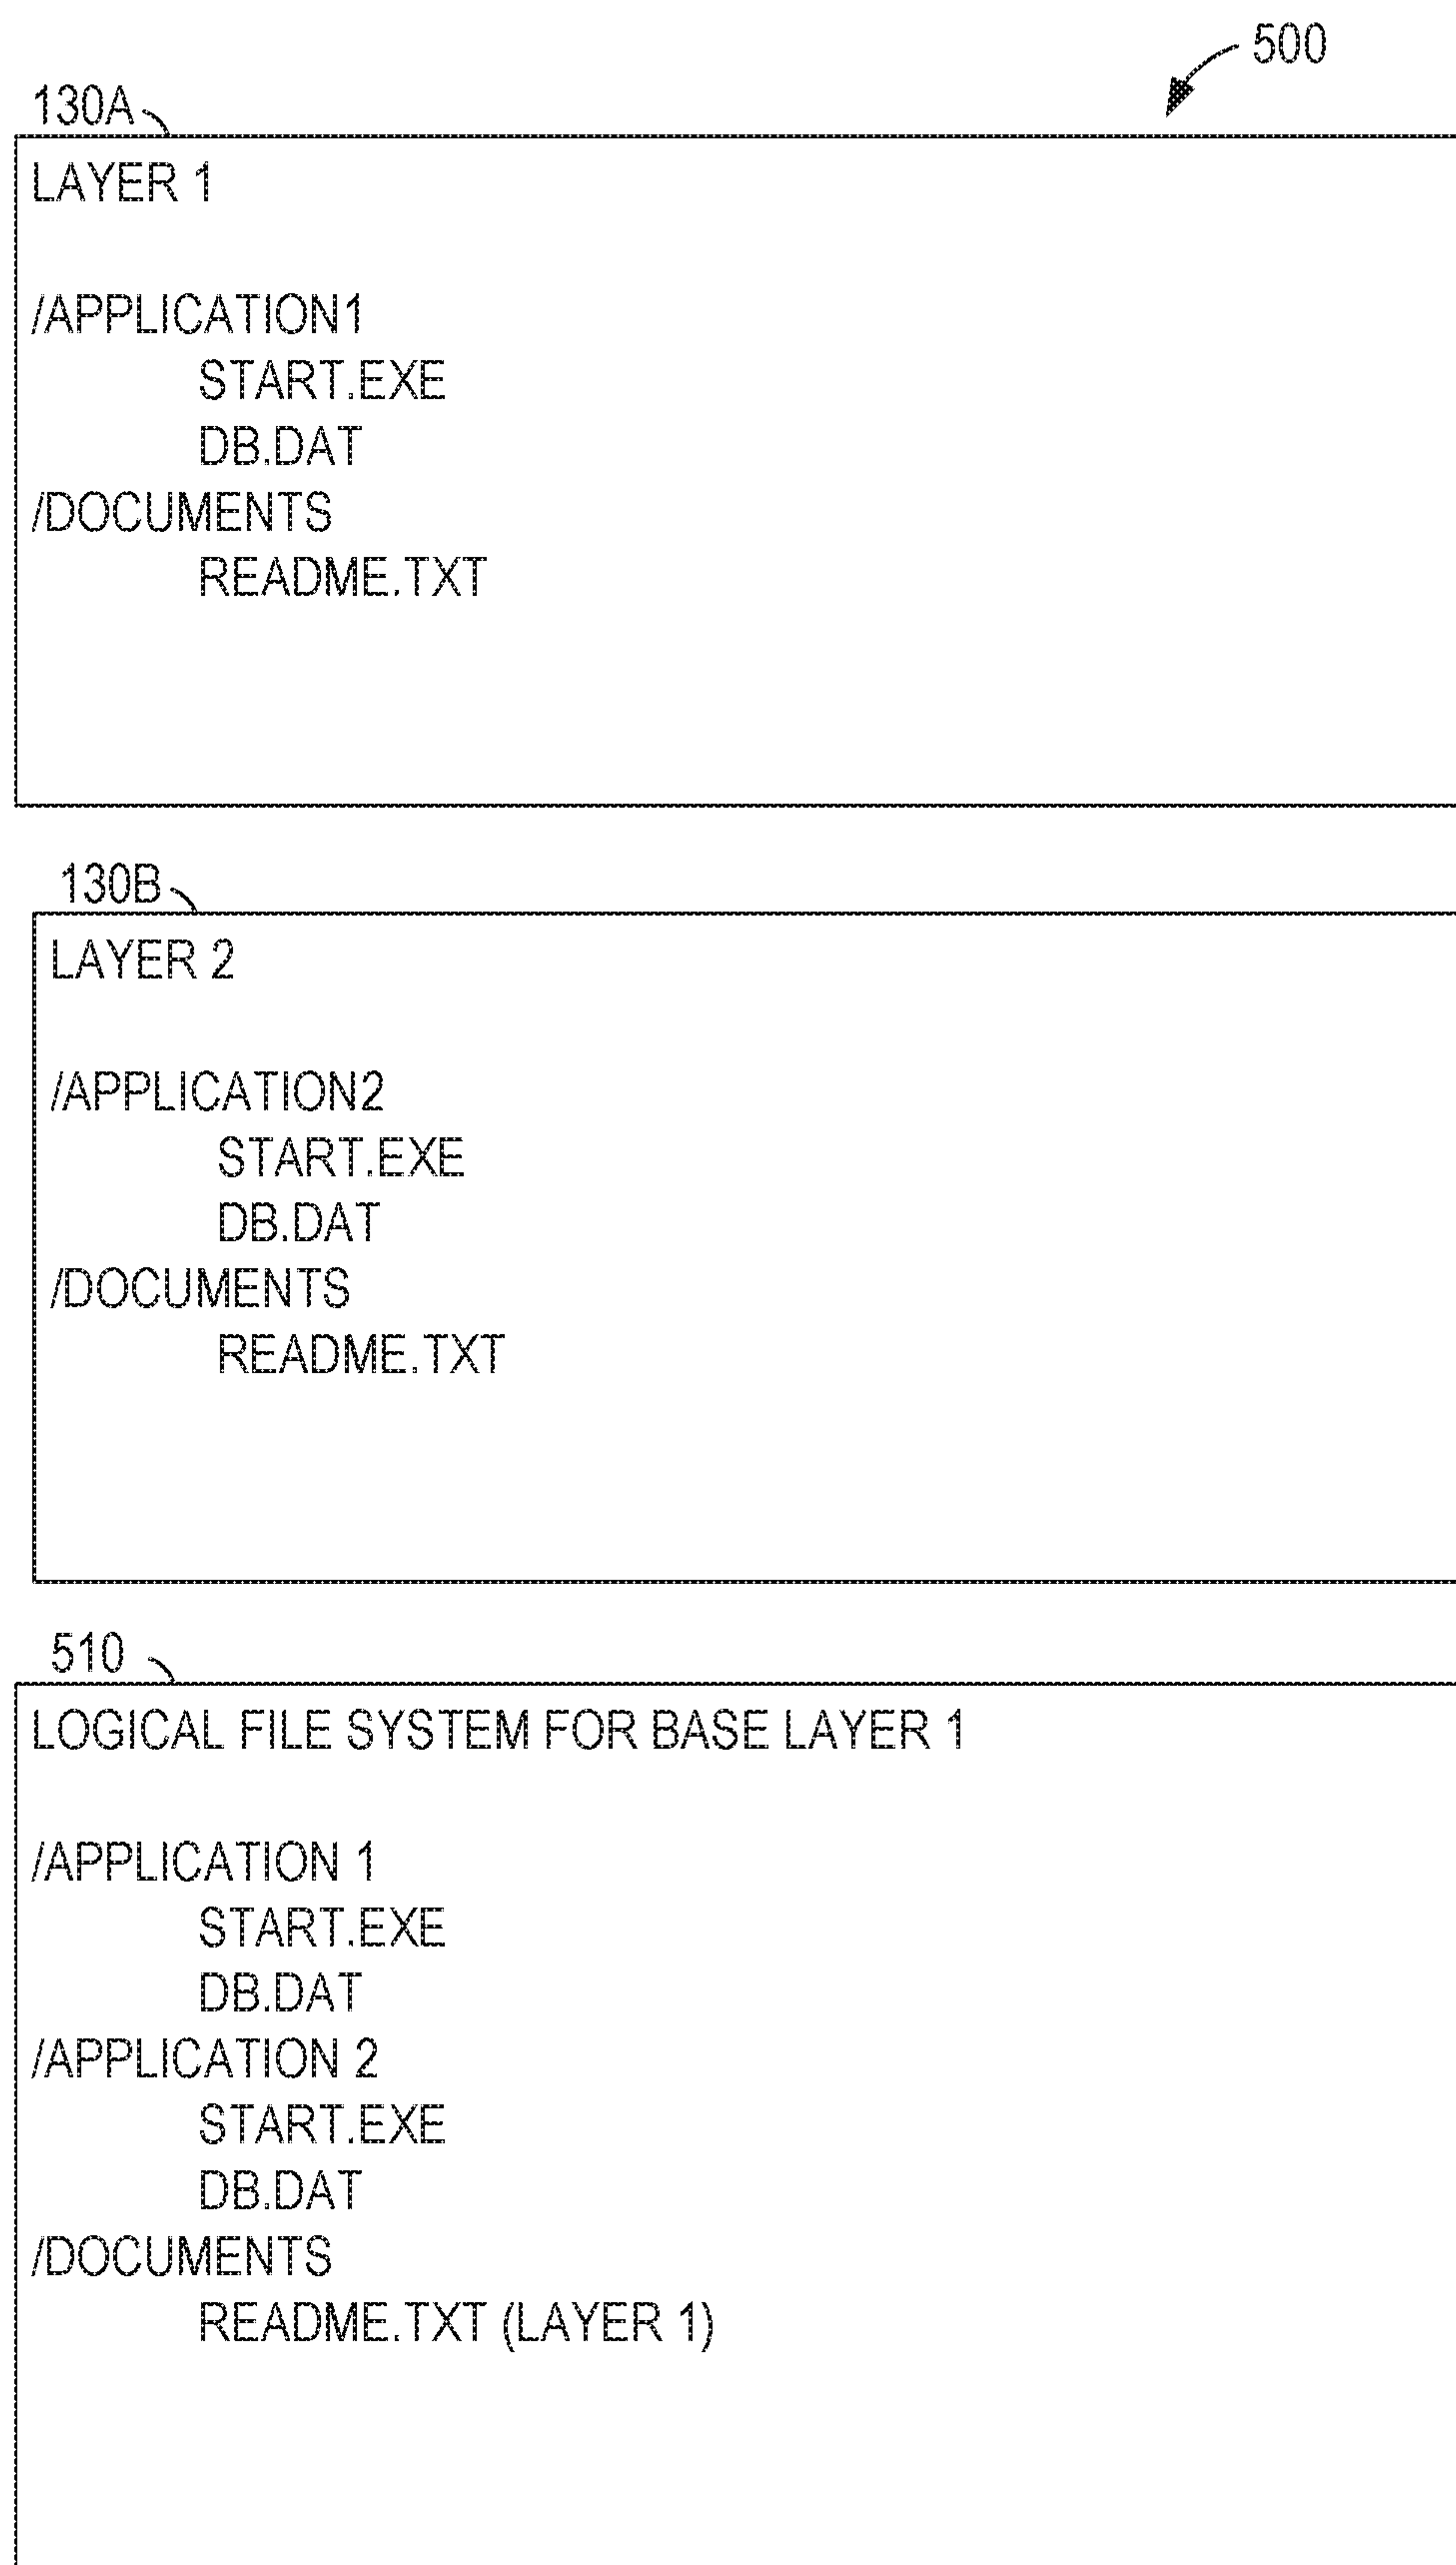 500
130A
LAYER 1
/APPLICATION1
START.EXE
DB.DAT
/DOCUMENTS
README.TXT
130B
LAYER 2
/APPLICATION2
START.EXE
DB.DAT
/DOCUMENTS
README.TXT
510
LOGICAL FILE SYSTEM FOR BASE LAYER 1
/APPLICATION 1
START.EXE
DB.DAT
/APPLICATION 2
START.EXE
DB.DAT
/DOCUMENTS
README.TXT (LAYER 1)